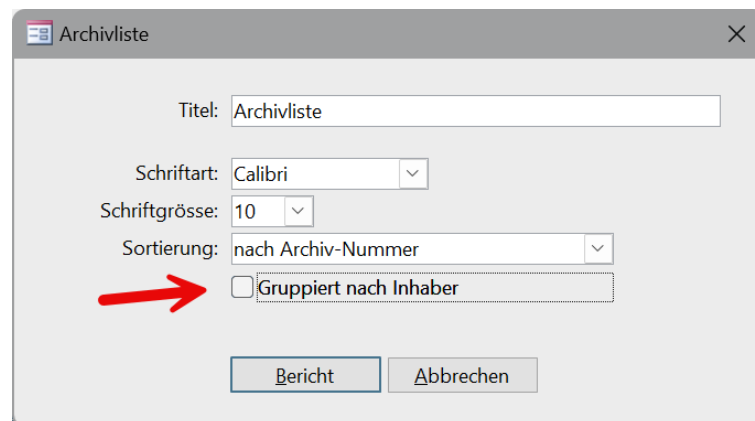 Archivliste
Titel: Archivliste
Schriftart: Calibri
Schriftgrösse: 10
Sortierung: nach Archiv-Nummer
Gruppiert nach Inhaber
Bericht Abbrechen